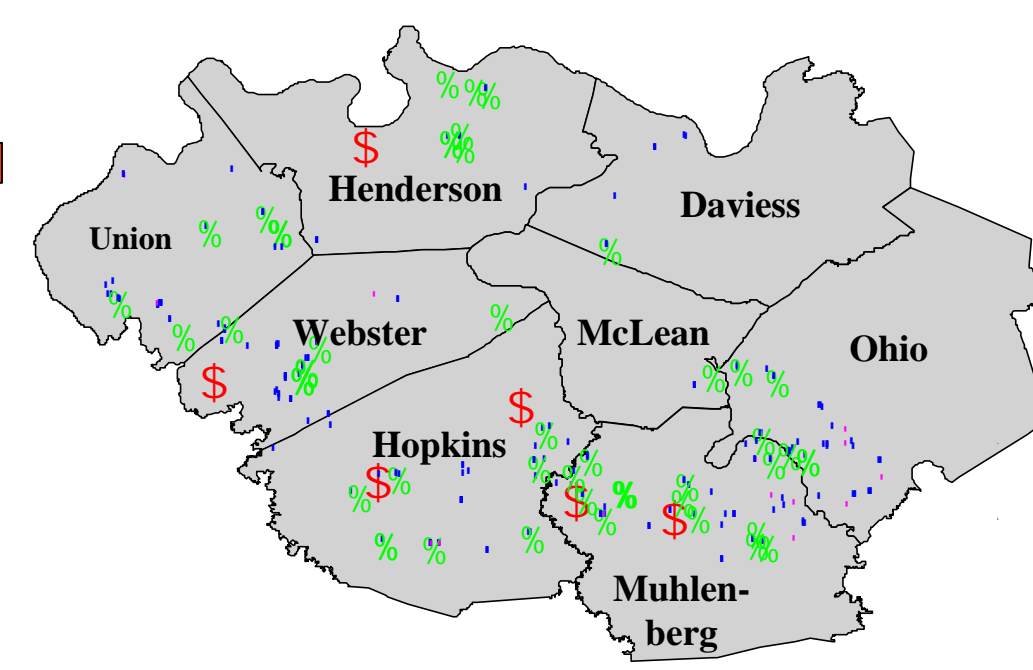 Henderson
Daviess
Union
Webster
McLean
Ohio
Hopkins
Muhlen-
berg